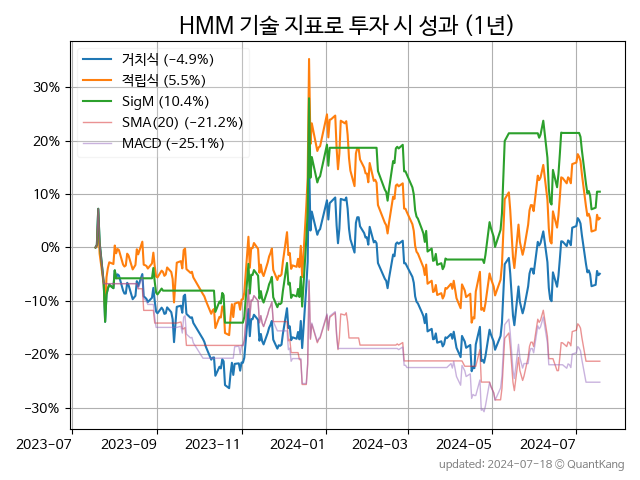 HMM 기술 지표로 투자 시 성과 (1년)
거치식 (−4.9%)
적립식 (5.5%)
SigM (10.4%)
SMA(20) (−21.2%)
MACD (−25.1%)
30%
20%
10%
0%
−10%
−20%
−30%
2023-07 2023-09 2023-11 2024-01 2024-03 2024-05 2024-07
updated: 2024-07-18 ⓒ QuantKang